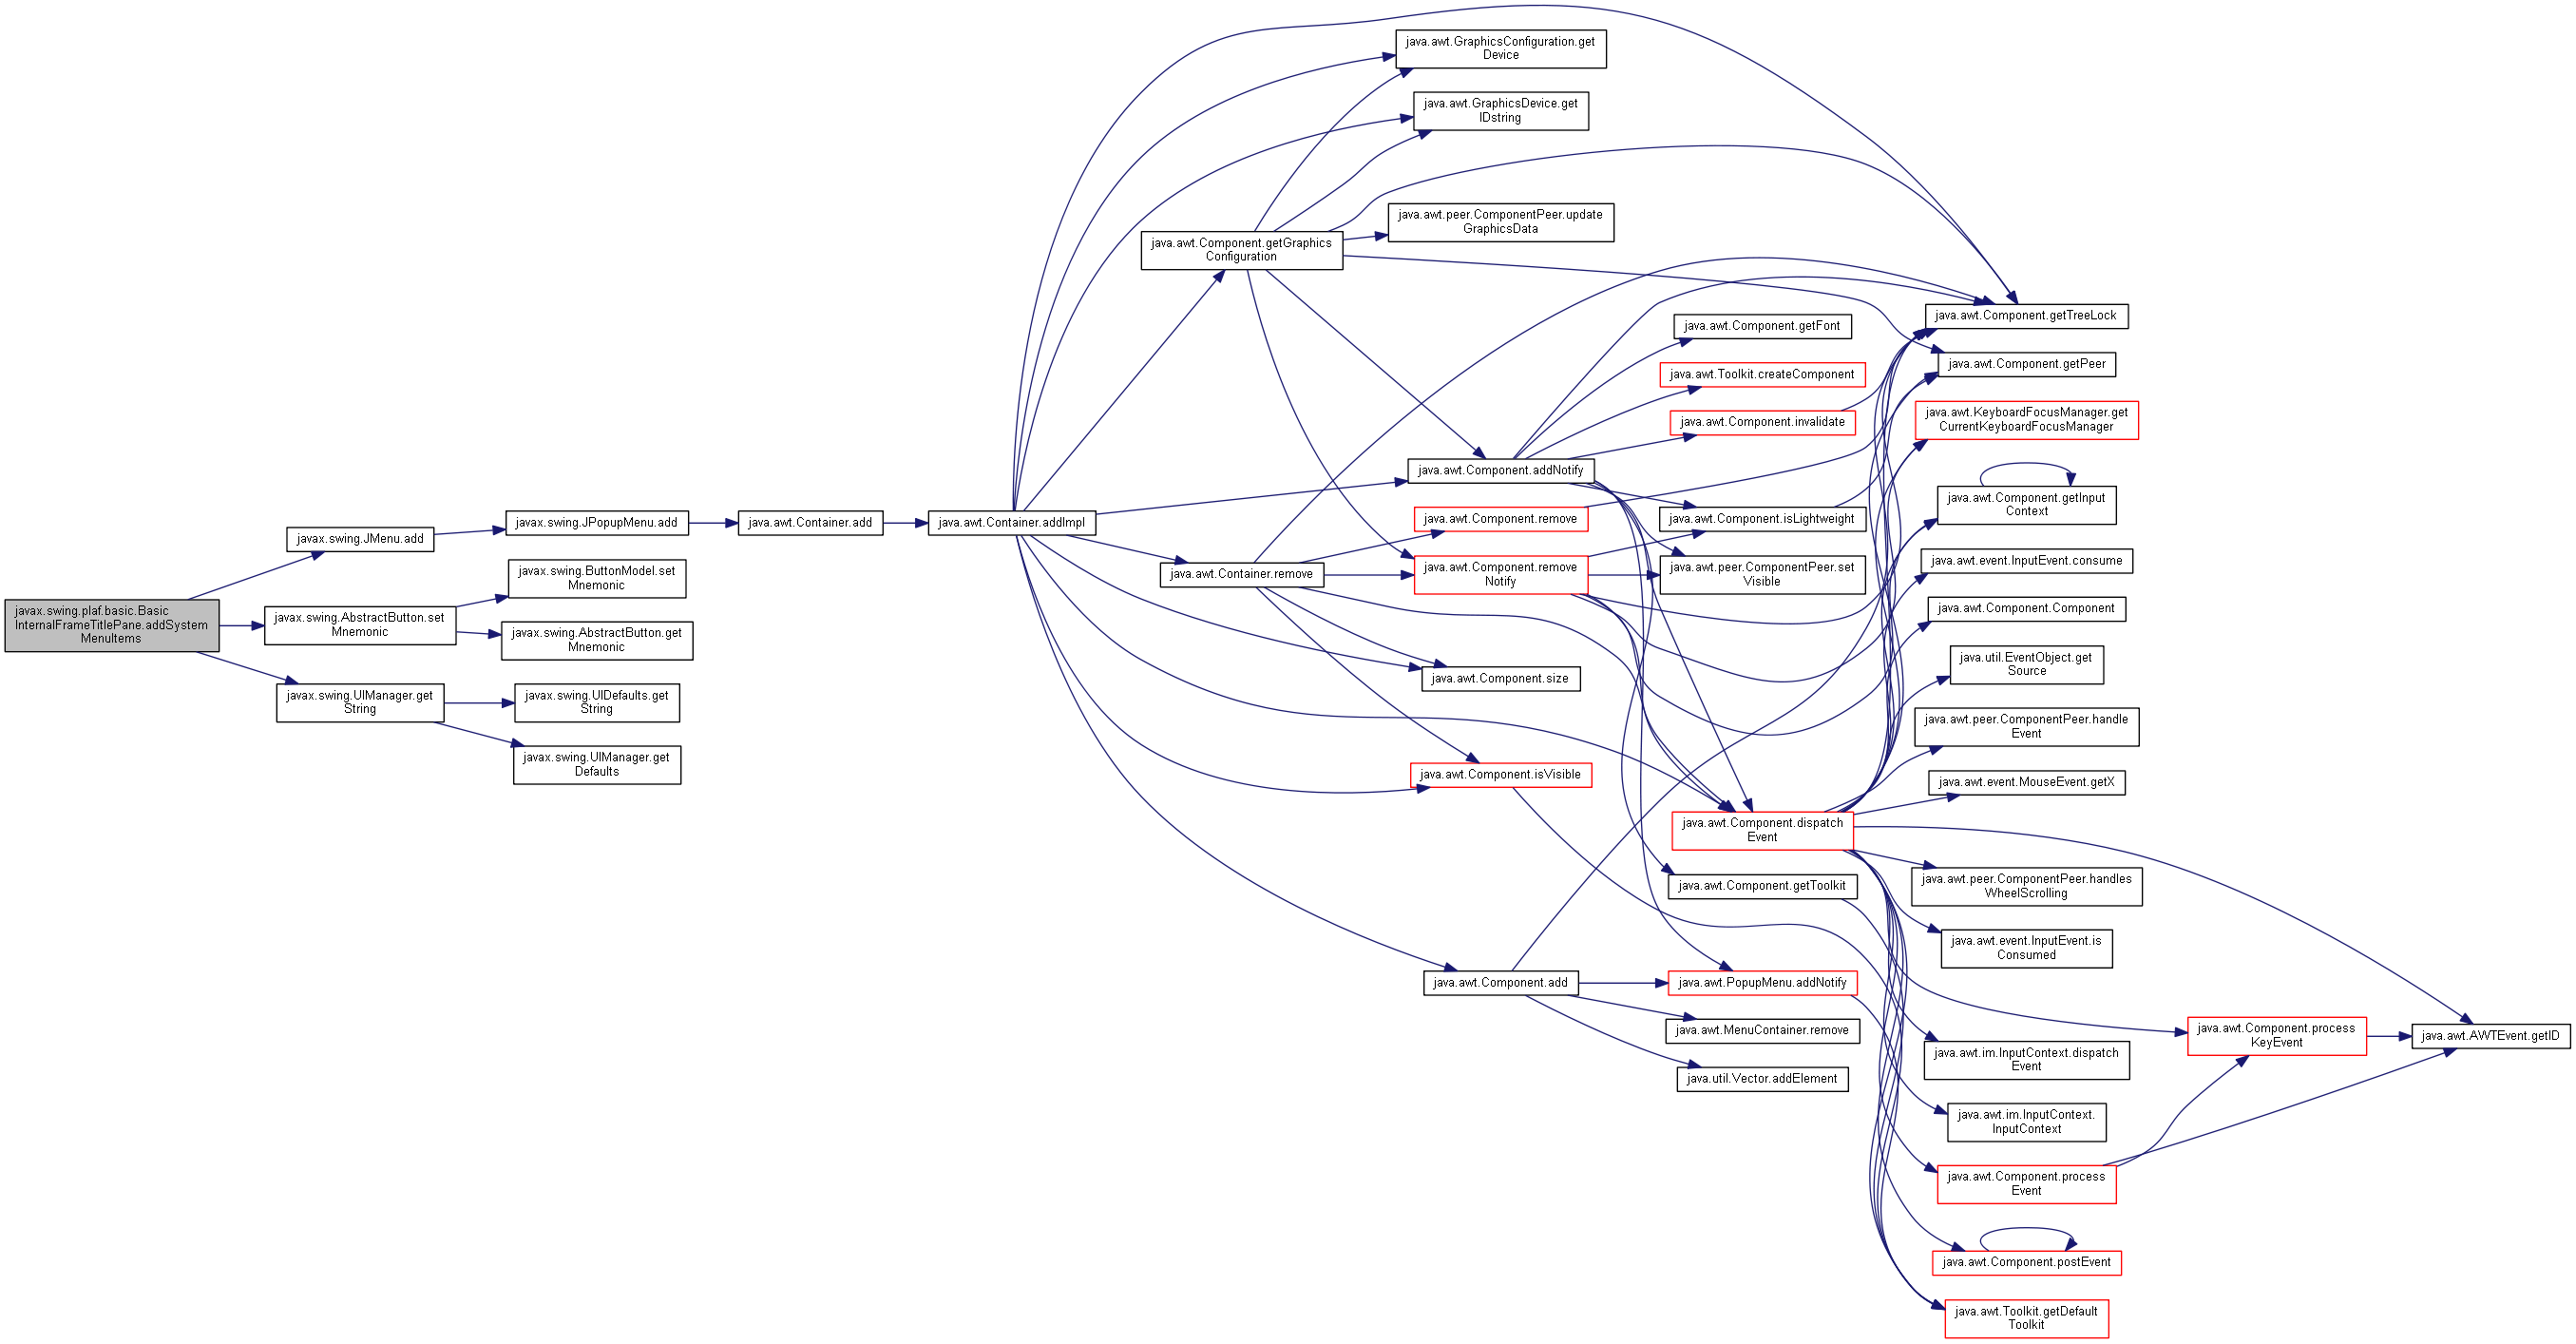 javax.swing.plaf.basic.Basic
InternalFrameTitlePane.addSystem
MenuItems
javax.swing.JMenu.add
javax.swing.AbstractButton.set
Mnemonic
javax.swing.UIManager.get
String
javax.swing.JPopupMenu.add
javax.swing.ButtonModel.set
Mnemonic
javax.swing.AbstractButton.get
Mnemonic
javax.swing.UIDefaults.get
String
javax.swing.UIManager.get
Defaults
java.awt.Container.add
java.awt.Container.addImpl
java.awt.Component.getGraphics
Configuration
java.awt.Container.remove
java.awt.GraphicsConfiguration.get
Device
java.awt.GraphicsDevice.get
IDstring
java.awt.peer.ComponentPeer.update
GraphicsData
java.awt.Component.addNotify
java.awt.Component.remove
java.awt.Component.remove
Notify
java.awt.Component.size
java.awt.Component.isVisible
java.awt.Component.add
java.awt.Component.getFont
java.awt.Toolkit.createComponent
java.awt.Component.invalidate
java.awt.Component.isLightweight
java.awt.peer.ComponentPeer.set
Visible
java.awt.Component.dispatch
Event
java.awt.Component.getToolkit
java.awt.PopupMenu.addNotify
java.awt.MenuContainer.remove
java.util.Vector.addElement
java.awt.Component.getTreeLock
java.awt.Component.getPeer
java.awt.KeyboardFocusManager.get
CurrentKeyboardFocusManager
java.awt.Component.getInput
Context
java.awt.event.InputEvent.consume
java.awt.Component.Component
java.util.EventObject.get
Source
java.awt.peer.ComponentPeer.handle
Event
java.awt.event.MouseEvent.getX
java.awt.peer.ComponentPeer.handles
WheelScrolling
java.awt.event.InputEvent.is
Consumed
java.awt.im.InputContext.dispatch
Event
java.awt.im.InputContext.
InputContext
java.awt.Component.process
Event
java.awt.Component.postEvent
java.awt.Toolkit.getDefault
Toolkit
java.awt.Component.process
KeyEvent
java.awt.AWTEvent.getID